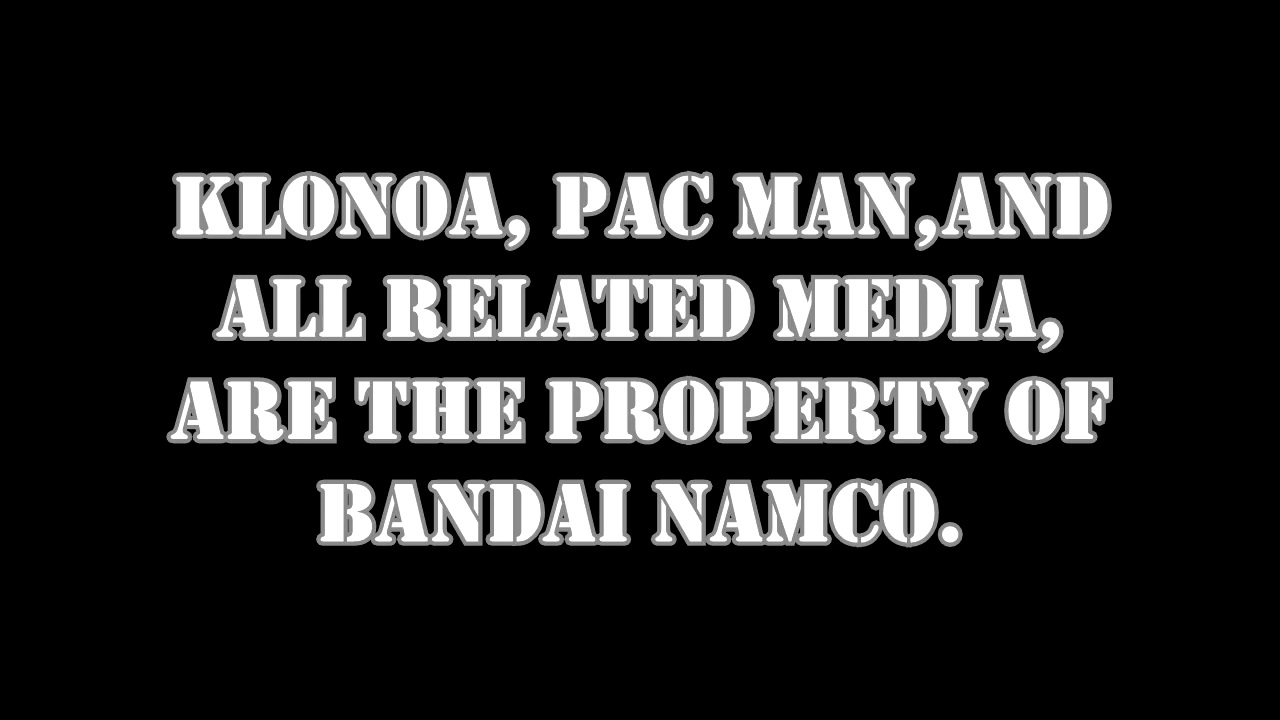 KLONOA, PAC MAN,AND
ALL RELATED MEDIA,
ARE THE PROPERTY OF
BANDAI NAMCO.